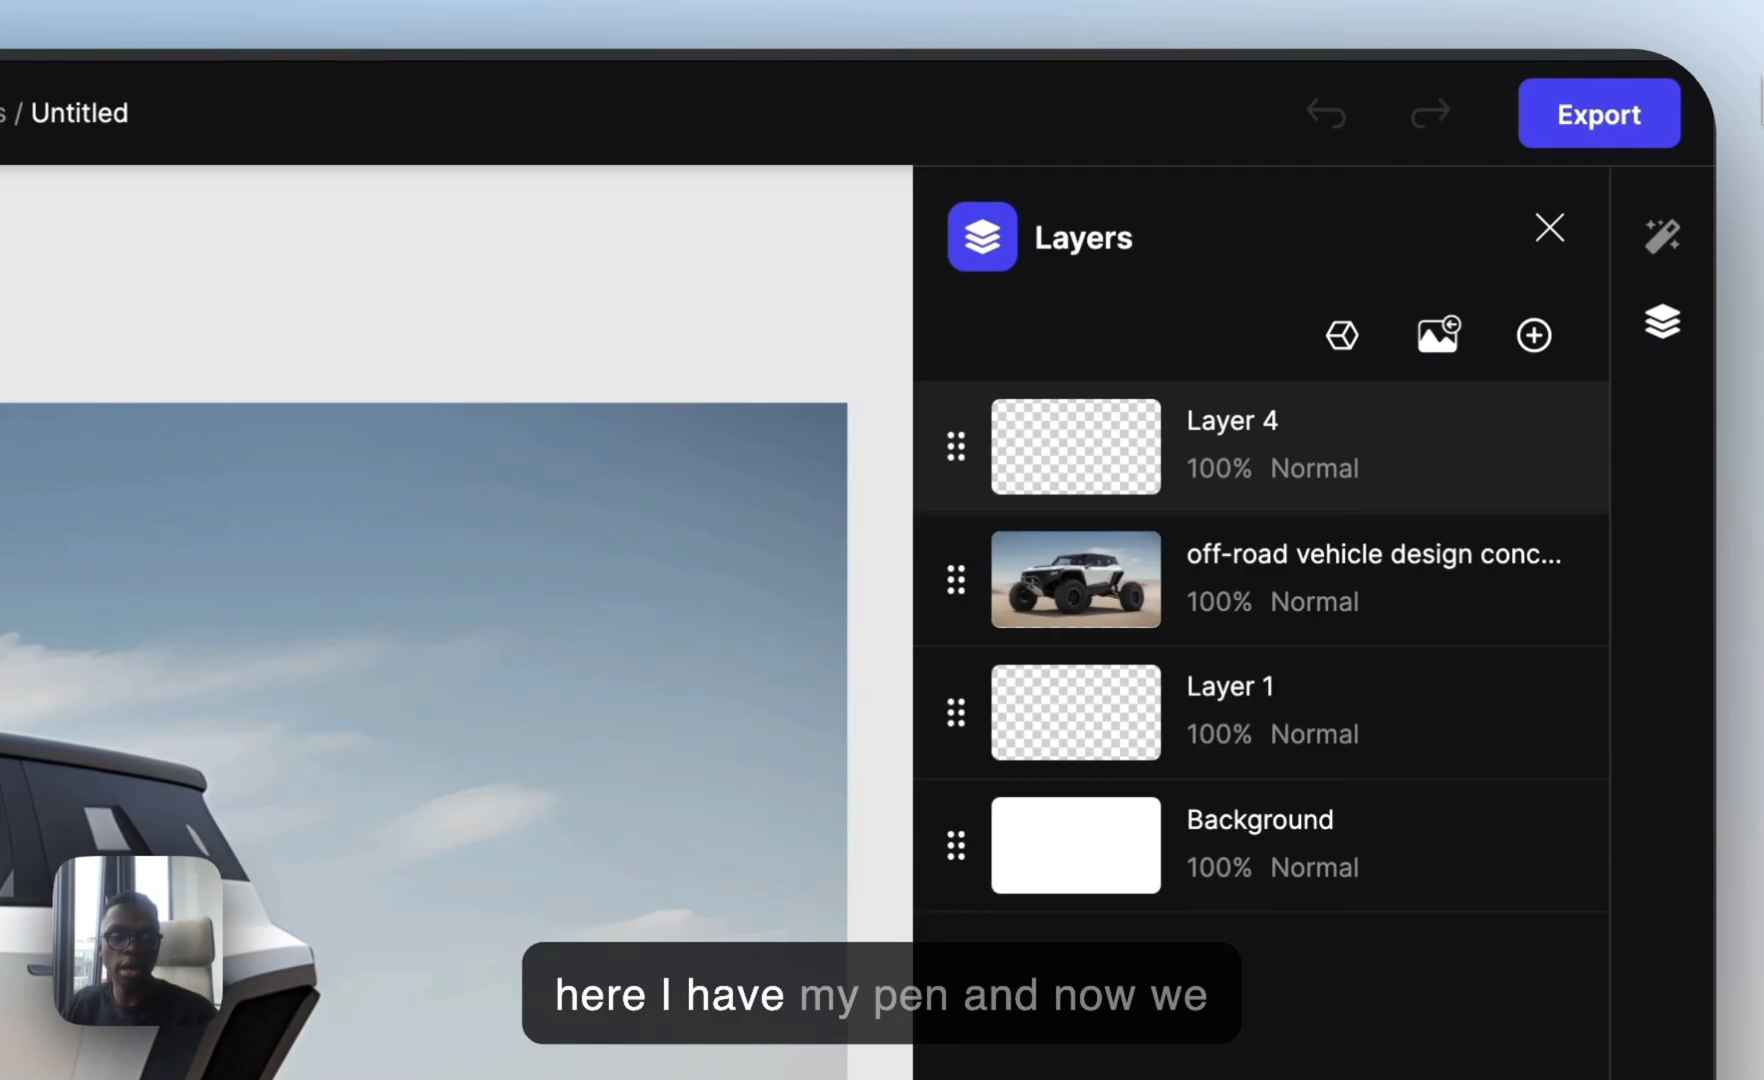 s / Untitled
Export
Layers
Layer 4
100% Normal
off-road vehicle design conc...
100% Normal
Layer 1
100% Normal
Background
100% Normal
here I have my pen and now we